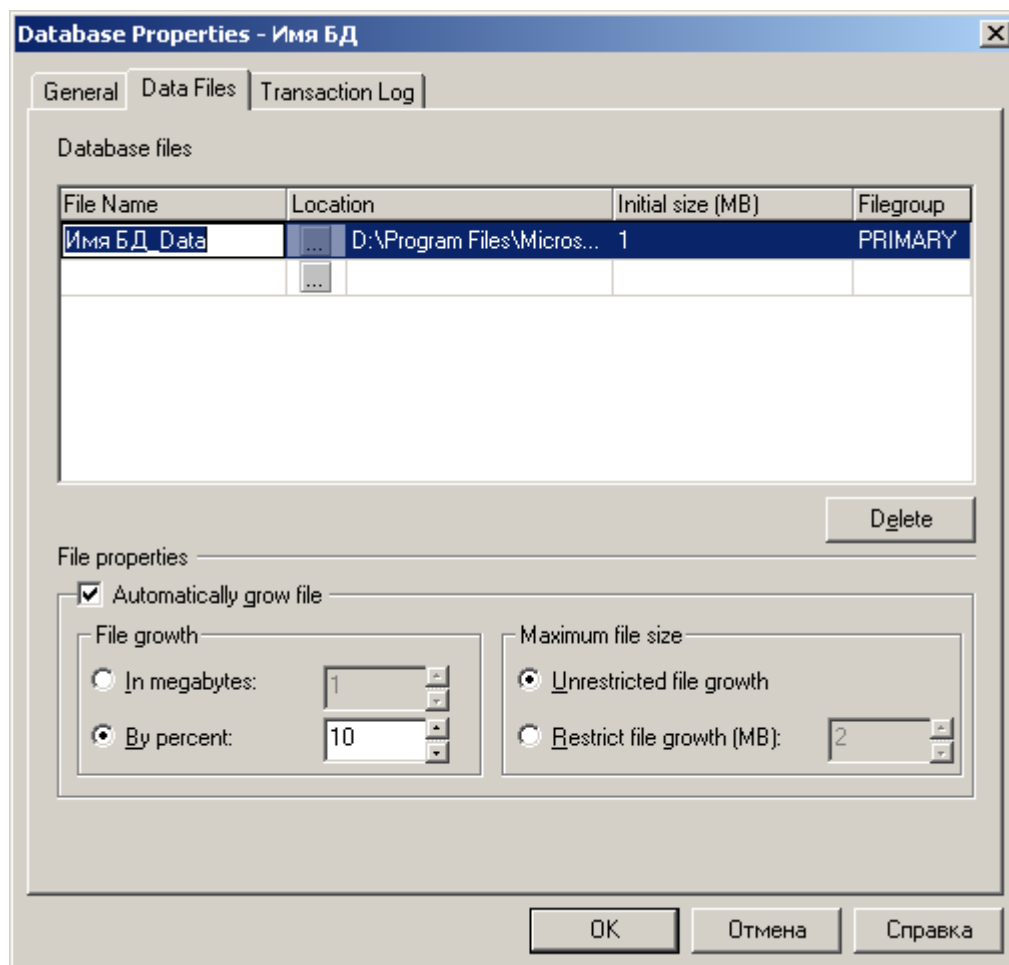 Database Properties - Имя БД
General Data Files Transaction Log
Database files
File Name Location Initial size (MB) Filegroup
Имя БД_Data ... D:\Program Files\Micros... 1 PRIMARY
...
Delete
File properties
Automatically grow file
File growth Maximum file size
In megabytes: 1 Unrestricted file growth
By percent: 10 Restrict file growth (MB): 2
OK Отмена Справка